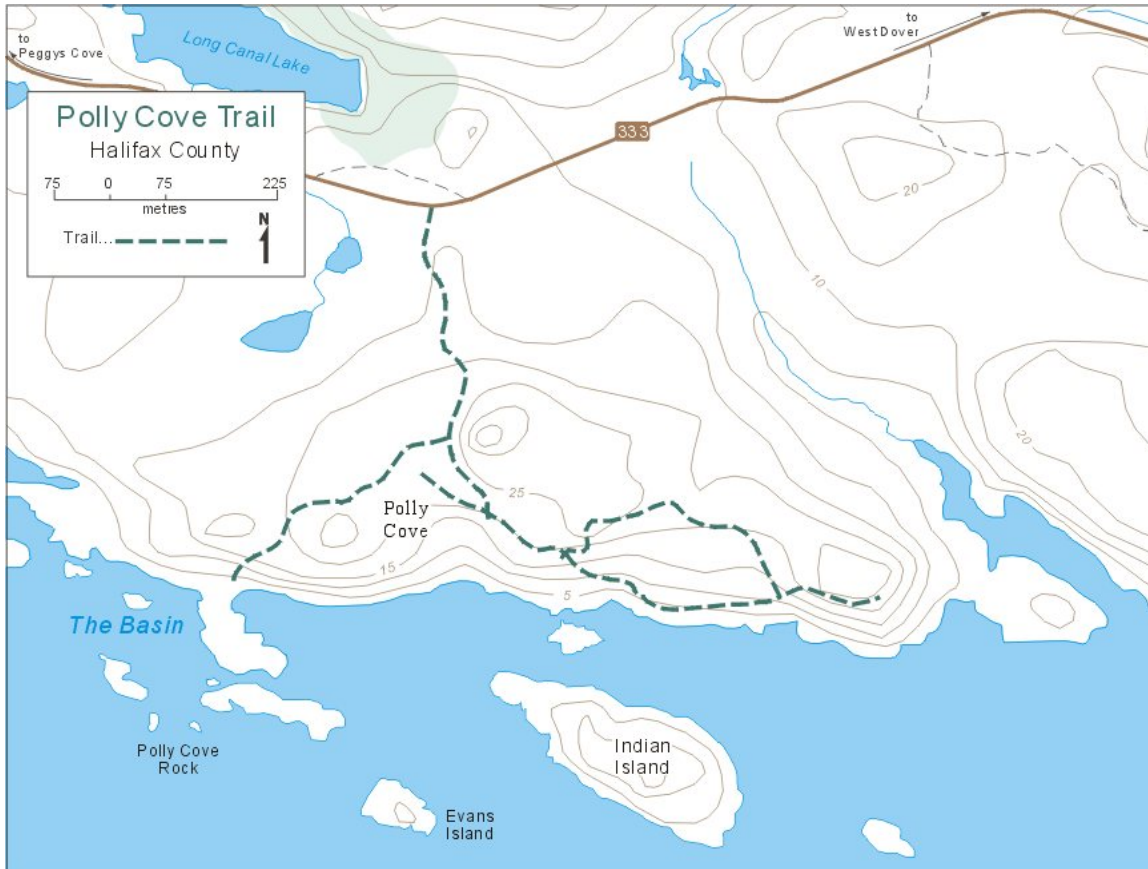 to
Peggys Cove
Long Canal Lake
to
West Dover
Polly Cove Trail
Halifax County
75 0 75 225
metres
Trail...
N
333
20
10
20
25
Polly
Cove
15
5
The Basin
Polly Cove
Rock
Indian
Island
Evans
Island